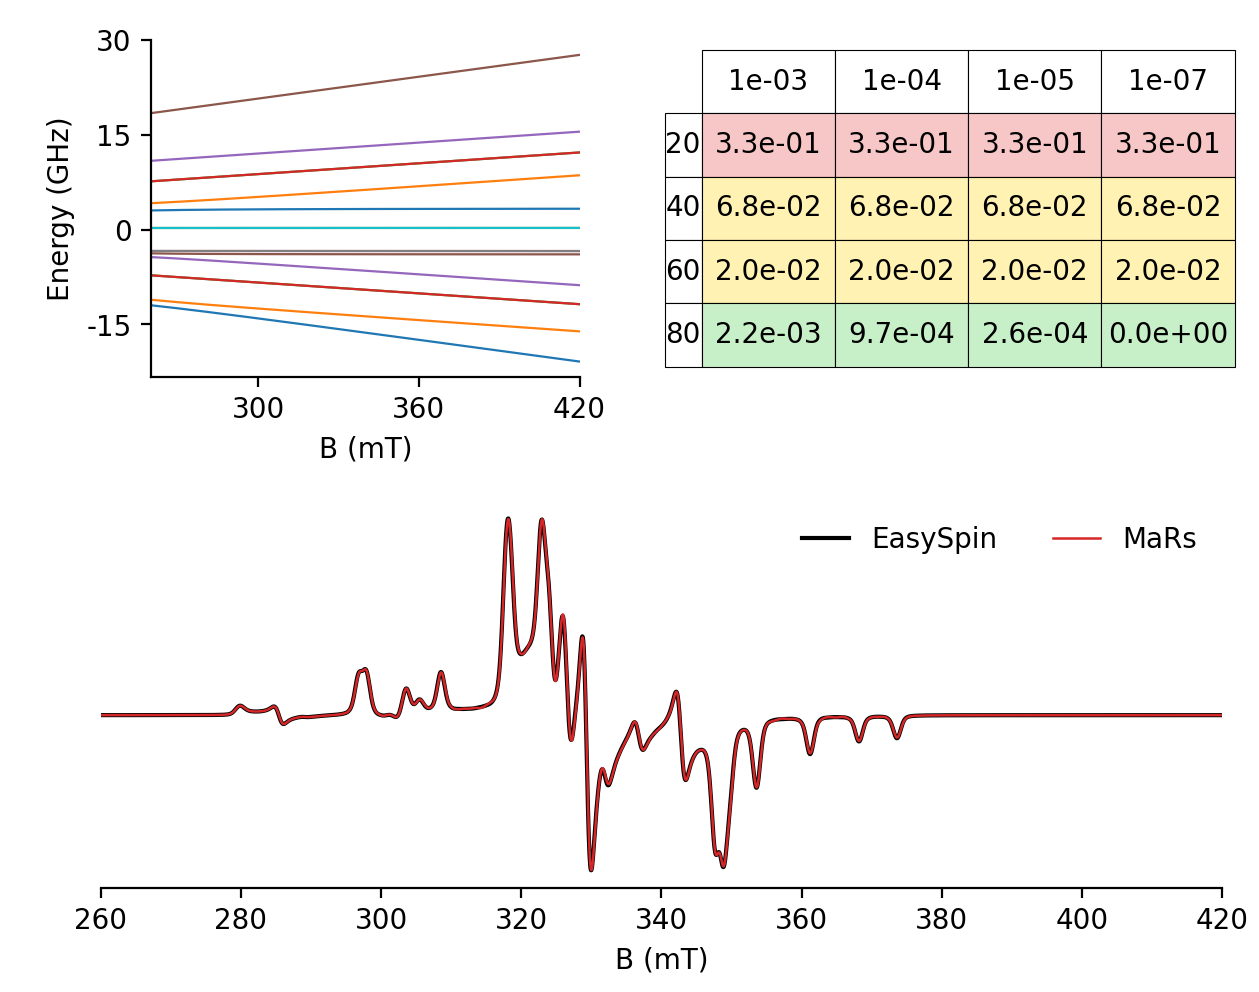 30
15
0
-15
Energy (GHz)
300 360 420
B (mT)
1e-03 1e-04 1e-05 1e-07
20 3.3e-01 3.3e-01 3.3e-01 3.3e-01
40 6.8e-02 6.8e-02 6.8e-02 6.8e-02
60 2.0e-02 2.0e-02 2.0e-02 2.0e-02
80 2.2e-03 9.7e-04 2.6e-04 0.0e+00
EasySpin MaRs
260 280 300 320 340 360 380 400 420
B (mT)